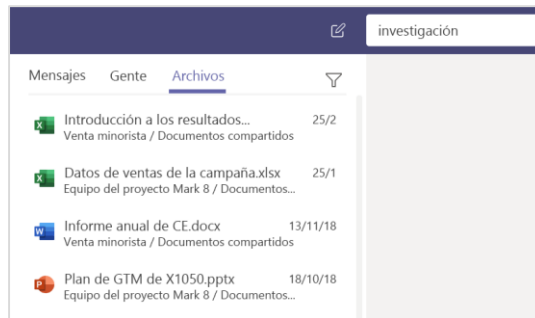 investigación
Mensajes Gente Archivos
Introducción a los resultados... 25/2
Venta minorista / Documentos compartidos
Datos de ventas de la campaña.xlsx 25/1
Equipo del proyecto Mark 8 / Documentos...
Informe anual de CE.docx 13/11/18
Venta minorista / Documentos compartidos
Plan de GTM de X1050.pptx 18/10/18
Equipo del proyecto Mark 8 / Documentos...